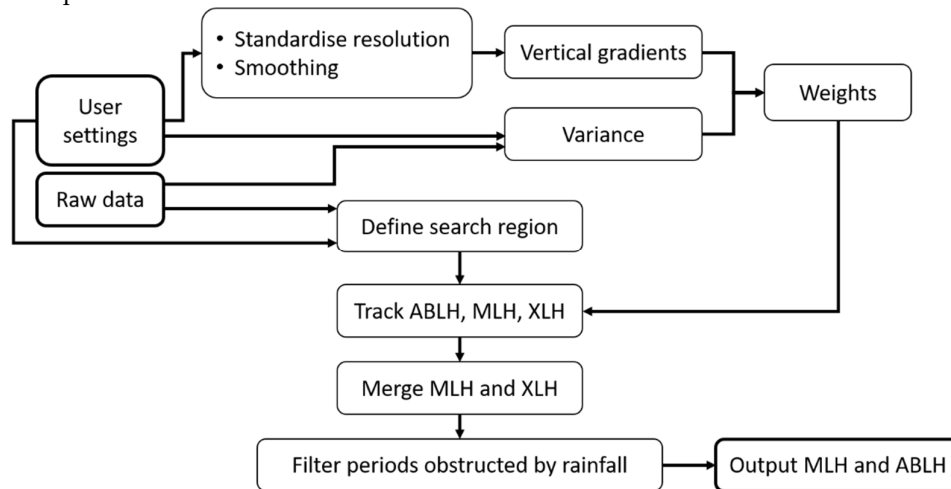 • Standardise resolution
• Smoothing
Vertical gradients
Weights
User
settings
Variance
Raw data
Define search region
Track ABLH, MLH, XLH
Merge MLH and XLH
Filter periods obstructed by rainfall
Output MLH and ABLH